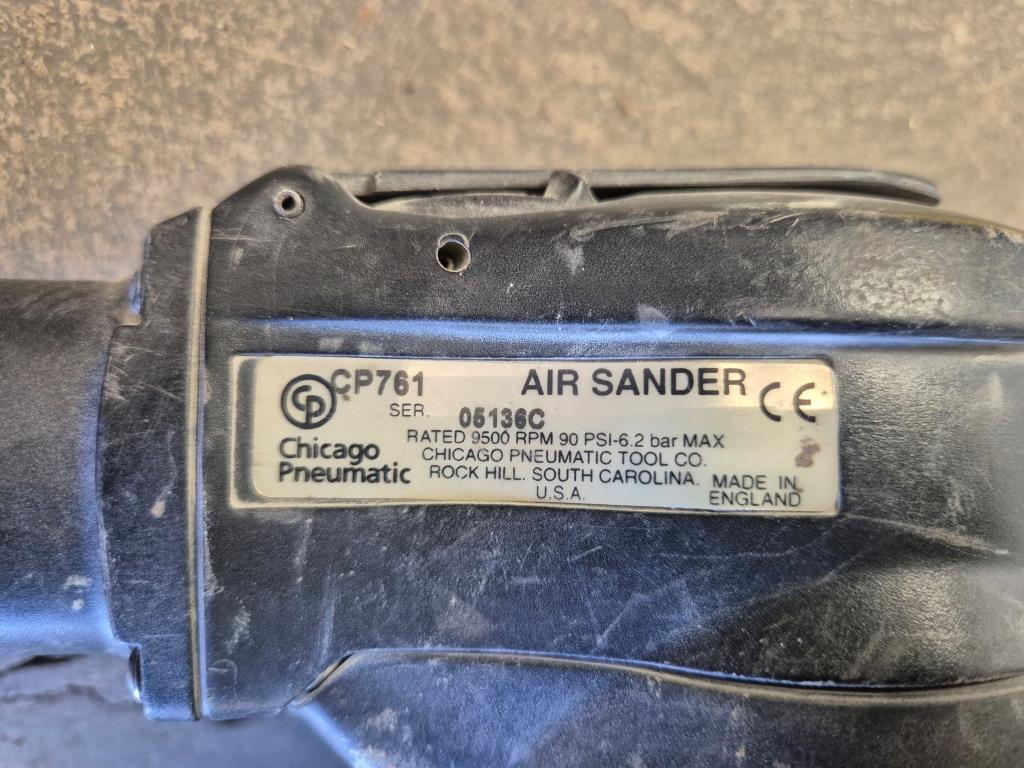 CP761 AIR SANDER CE
SER. 05136C
CP
Chicago
Pneumatic
RATED 9500 RPM 90 PSI-6.2 bar MAX
CHICAGO PNEUMATIC TOOL CO.
ROCK HILL. SOUTH CAROLINA.
U.S.A.
MADE IN
ENGLAND